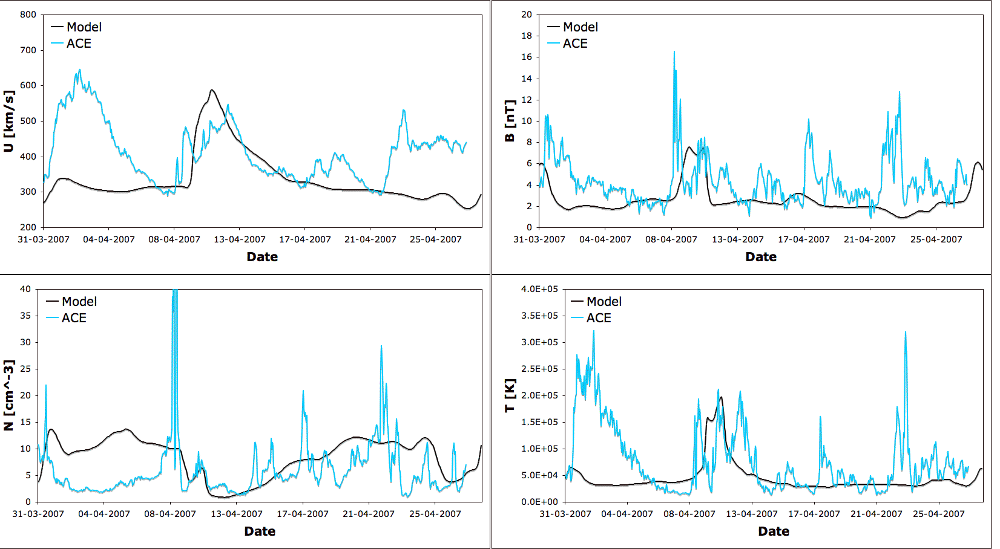 800
700
600
500
400
300
200
U [km/s]
Model
ACE
31-03-2007 04-04-2007 08-04-2007 13-04-2007 17-04-2007 21-04-2007 25-04-2007
Date
20
18
16
14
12
10
8
6
4
2
0
B [nT]
Model
ACE
31-03-2007 04-04-2007 08-04-2007 13-04-2007 17-04-2007 21-04-2007 25-04-2007
Date
40
35
30
25
20
15
10
5
0
N [cm^-3]
Model
ACE
31-03-2007 04-04-2007 08-04-2007 13-04-2007 17-04-2007 21-04-2007 25-04-2007
Date
4.0E+05
3.5E+05
3.0E+05
2.5E+05
2.0E+05
1.5E+05
1.0E+05
5.0E+04
0.0E+00
T [K]
Model
ACE
31-03-2007 04-04-2007 08-04-2007 13-04-2007 17-04-2007 21-04-2007 25-04-2007
Date